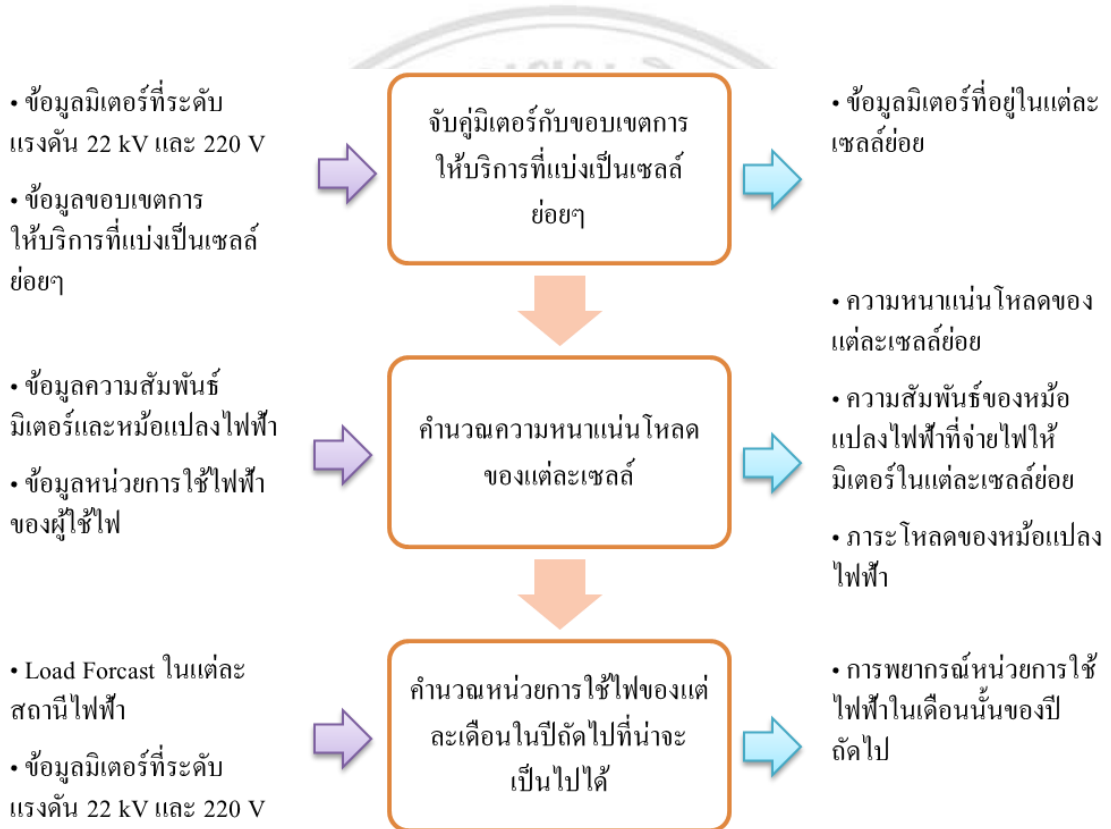 • ข้อมูลมิเตอร์ที่ระดับ
แรงดัน 22 kV และ 220 V
• ข้อมูลขอบเขตการ
ให้บริการที่แบ่งเป็นเซลล์
ย่อยๆ
จับคู่มิเตอร์กับขอบเขตการ
ให้บริการที่แบ่งเป็นเซลล์
ย่อยๆ
• ข้อมูลมิเตอร์ที่อยู่ในแต่ละ
เซลล์ย่อย
• ข้อมูลความสัมพันธ์
มิเตอร์และหม้อแปลงไฟฟ้า
• ข้อมูลหน่วยการใช้ไฟฟ้า
ของผู้ใช้ไฟ
คำนวณความหนาแน่นโหลด
ของแต่ละเซลล์
• ความหนาแน่นโหลดของ
แต่ละเซลล์ย่อย
• ความสัมพันธ์ของหม้อ
แปลงไฟฟ้าที่จ่ายไฟให้
มิเตอร์ในแต่ละเซลล์ย่อย
• ภาระโหลดของหม้อแปลง
ไฟฟ้า
• Load Forcast ในแต่ละ
สถานีไฟฟ้า
• ข้อมูลมิเตอร์ที่ระดับ
แรงดัน 22 kV และ 220 V
คำนวณหน่วยการใช้ไฟของแต่
ละเดือนในปีถัดไปที่น่าจะ
เป็นไปได้
• การพยากรณ์หน่วยการใช้
ไฟฟ้าในเดือนนั้นของปี
ถัดไป